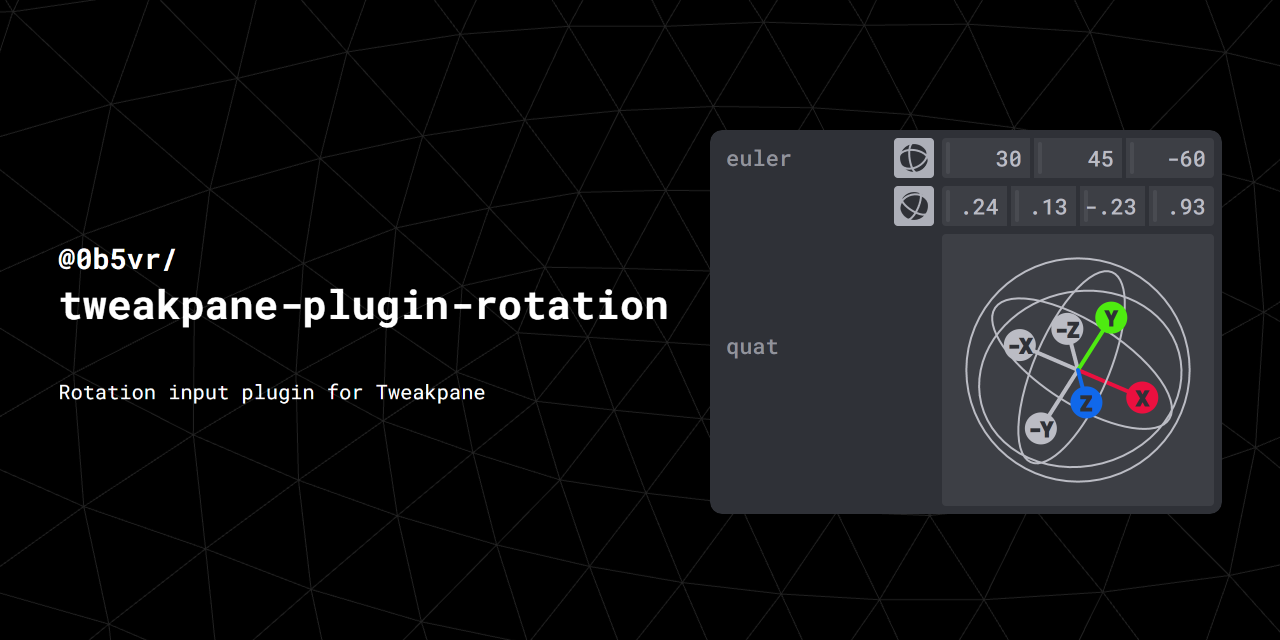 @0b5vr/
tweakpane-plugin-rotation
Rotation input plugin for Tweakpane
euler 30 45 -60
.24 .13 -.23 .93
quat
-Z Y
-X
X
Z
-Y